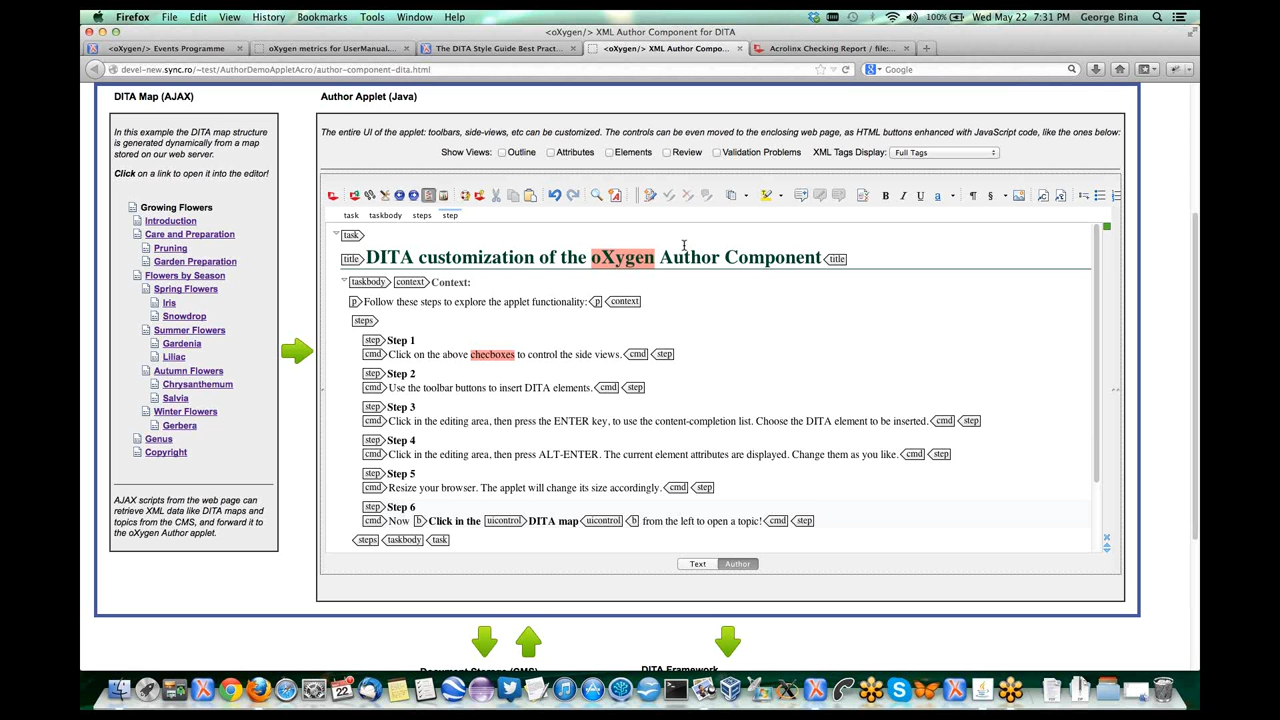 Firefox File Edit View History Bookmarks Tools Window Help 100% Wed May 22 7:31 PM George Bina
<oXygen/> XML Author Component for DITA
<oXygen/> Events Programme oXygen metrics for UserManual... The DITA Style Guide Best Pract... <oXygen/> XML Author Compo... Acrolinx Checking Report / file:...
devel-new.sync.ro/~test/AuthorDemoAppletAcro/author-component-dita.html Google
DITA Map (AJAX)
Author Applet (Java)
In this example the DITA map structure
is generated dynamically from a map
stored on our web server.
Click on a link to open it into the editor!
Growing Flowers
Introduction
Care and Preparation
Pruning
Garden Preparation
Flowers by Season
Spring Flowers
Iris
Snowdrop
Summer Flowers
Gardenia
Liliac
Autumn Flowers
Chrysanthemum
Salvia
Winter Flowers
Gerbera
Genus
Copyright
AJAX scripts from the web page can
retrieve XML data like DITA maps and
topics from the CMS, and forward it to
the oXygen Author applet.
The entire UI of the applet: toolbars, side-views, etc can be customized. The controls can be even moved to the enclosing web page, as HTML buttons enhanced with JavaScript code, like the ones below:
Show Views: Outline Attributes Elements Review Validation Problems XML Tags Display: Full Tags
B I U a ¶ §
task taskbody steps step
task
title DITA customization of the oXygen Author Component title
taskbody context Context:
p Follow these steps to explore the applet functionality: p context
steps
step Step 1
cmd Click on the above checboxes to control the side views. cmd step
step Step 2
cmd Use the toolbar buttons to insert DITA elements. cmd step
step Step 3
cmd Click in the editing area, then press the ENTER key, to use the content-completion list. Choose the DITA element to be inserted. cmd step
step Step 4
cmd Click in the editing area, then press ALT-ENTER. The current element attributes are displayed. Change them as you like. cmd step
step Step 5
cmd Resize your browser. The applet will change its size accordingly. cmd step
step Step 6
cmd Now b Click in the uicontrol DITA map uicontrol b from the left to open a topic! cmd step
steps taskbody task
Text Author
Document Storage (CMS) DITA Framework
22